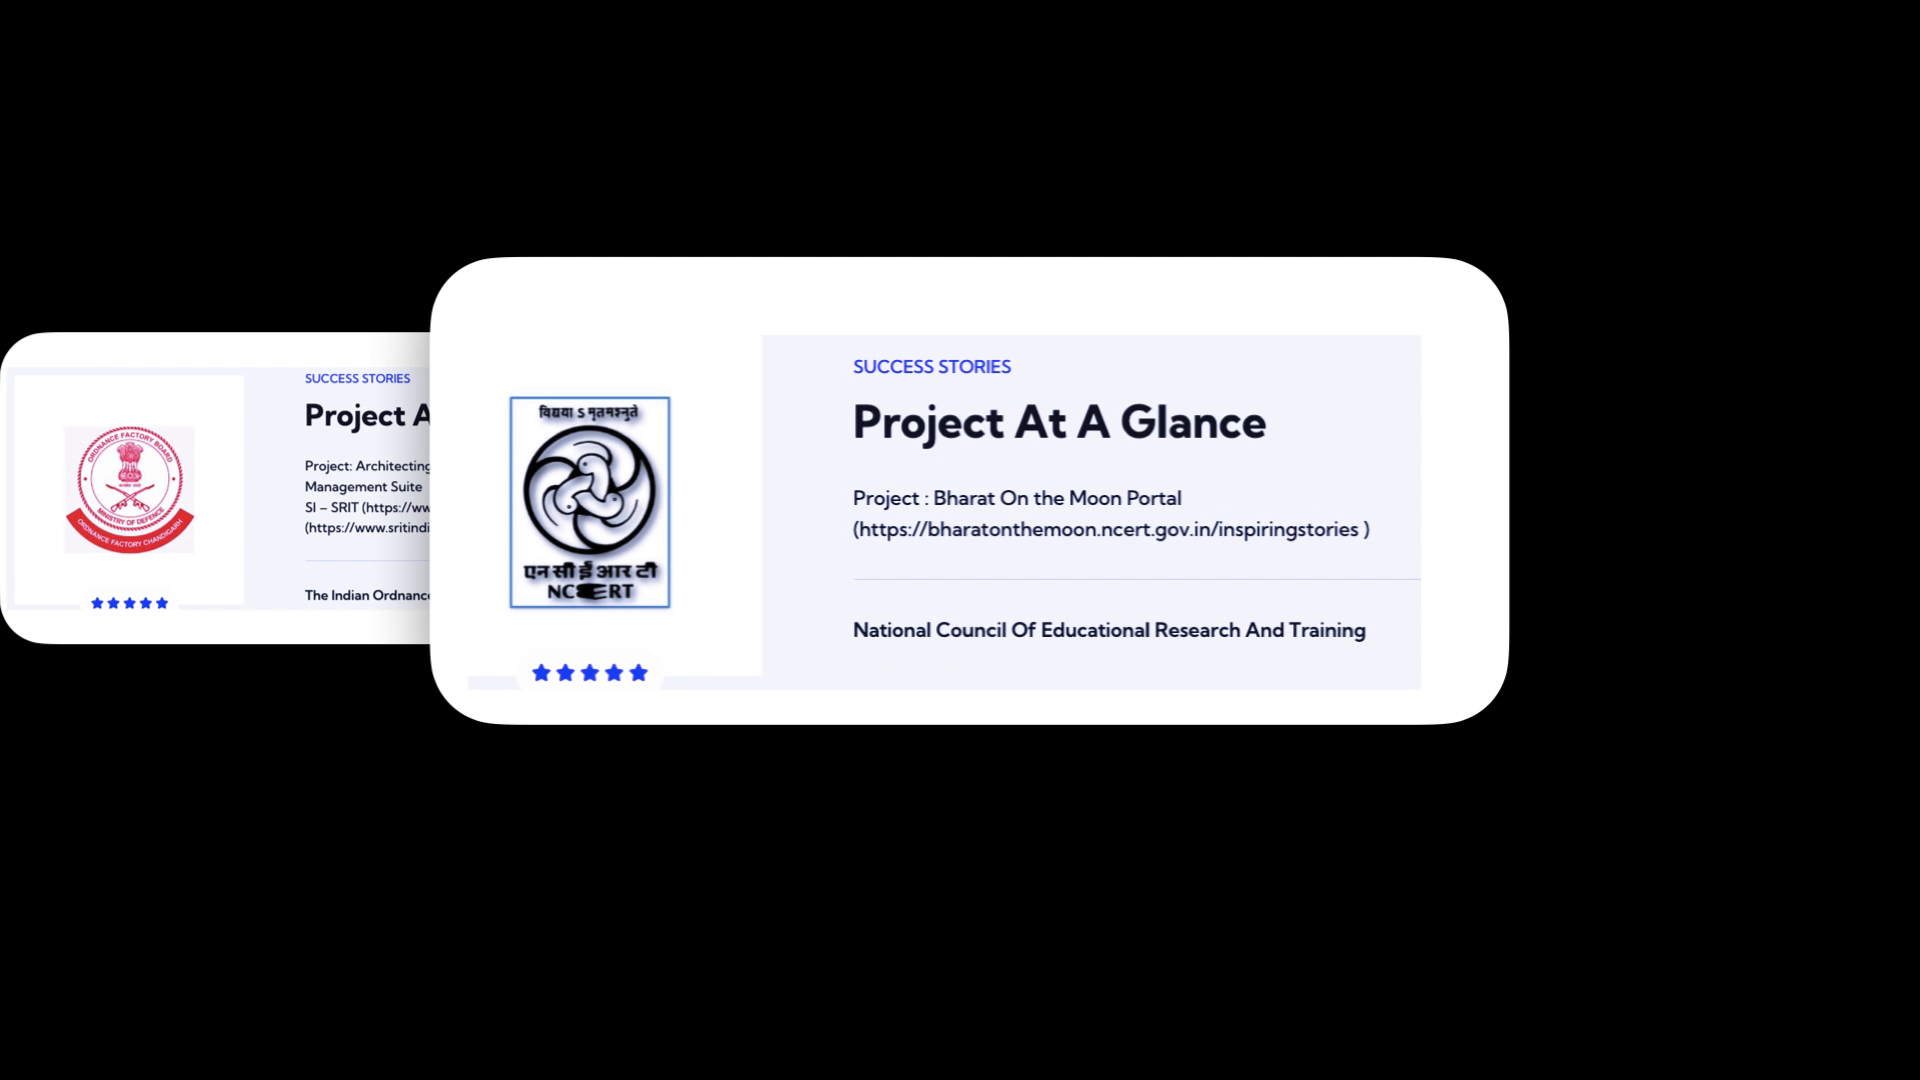 ORDNANCE FACTORY BOARD
MINISTRY OF DEFENCE
ORDNANCE FACTORY CHANDIGARH
SUCCESS STORIES
Project A
Project: Architecting
Management Suite
SI – SRIT (https://ww
(https://www.sritindi
The Indian Ordnance
विद्यया ऽ मृतमश्नुते
एन सी ई आर टी
NCERT
SUCCESS STORIES
Project At A Glance
Project : Bharat On the Moon Portal
(https://bharatonthemoon.ncert.gov.in/inspiringstories )
National Council Of Educational Research And Training